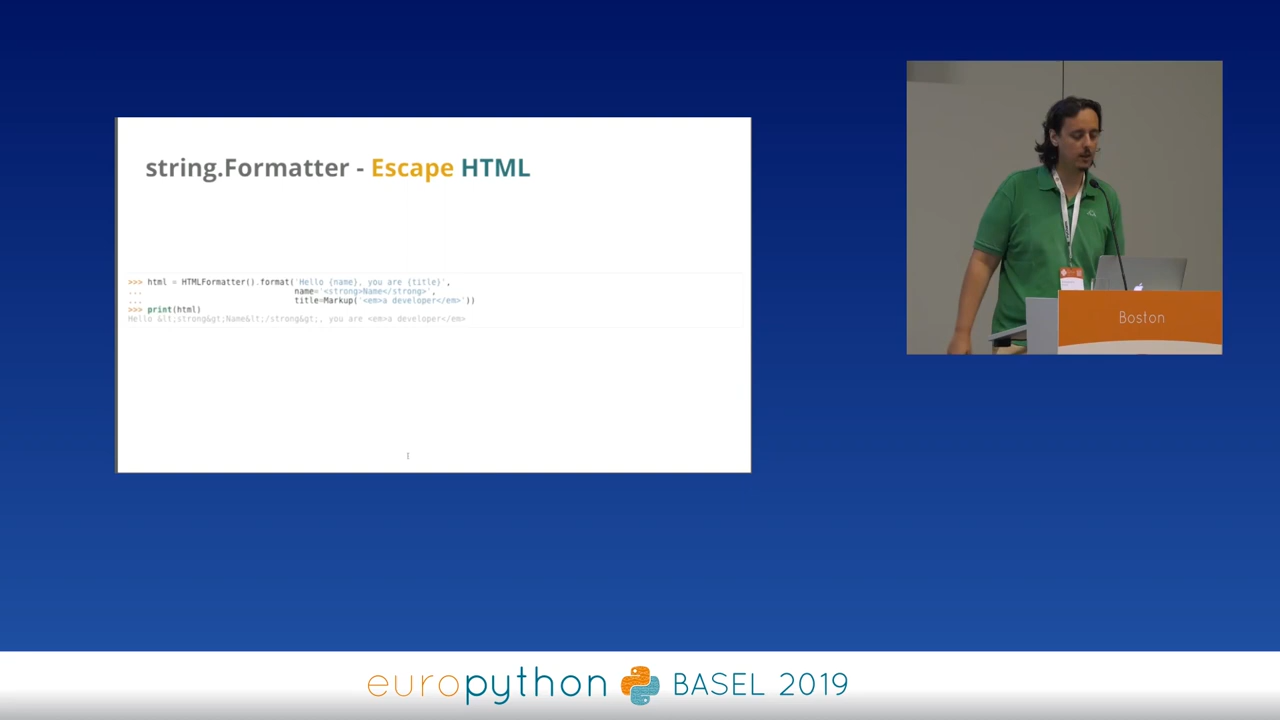 string.Formatter - Escape HTML
>>> html = HTMLFormatter().format('Hello {name}, you are {title}',
... name='<strong>Name</strong>',
... title=Markup('<em>a developer</em>'))
>>> print(html)
Hello &lt;strong&gt;Name&lt;/strong&gt;, you are <em>a developer</em>
Boston
europython BASEL 2019